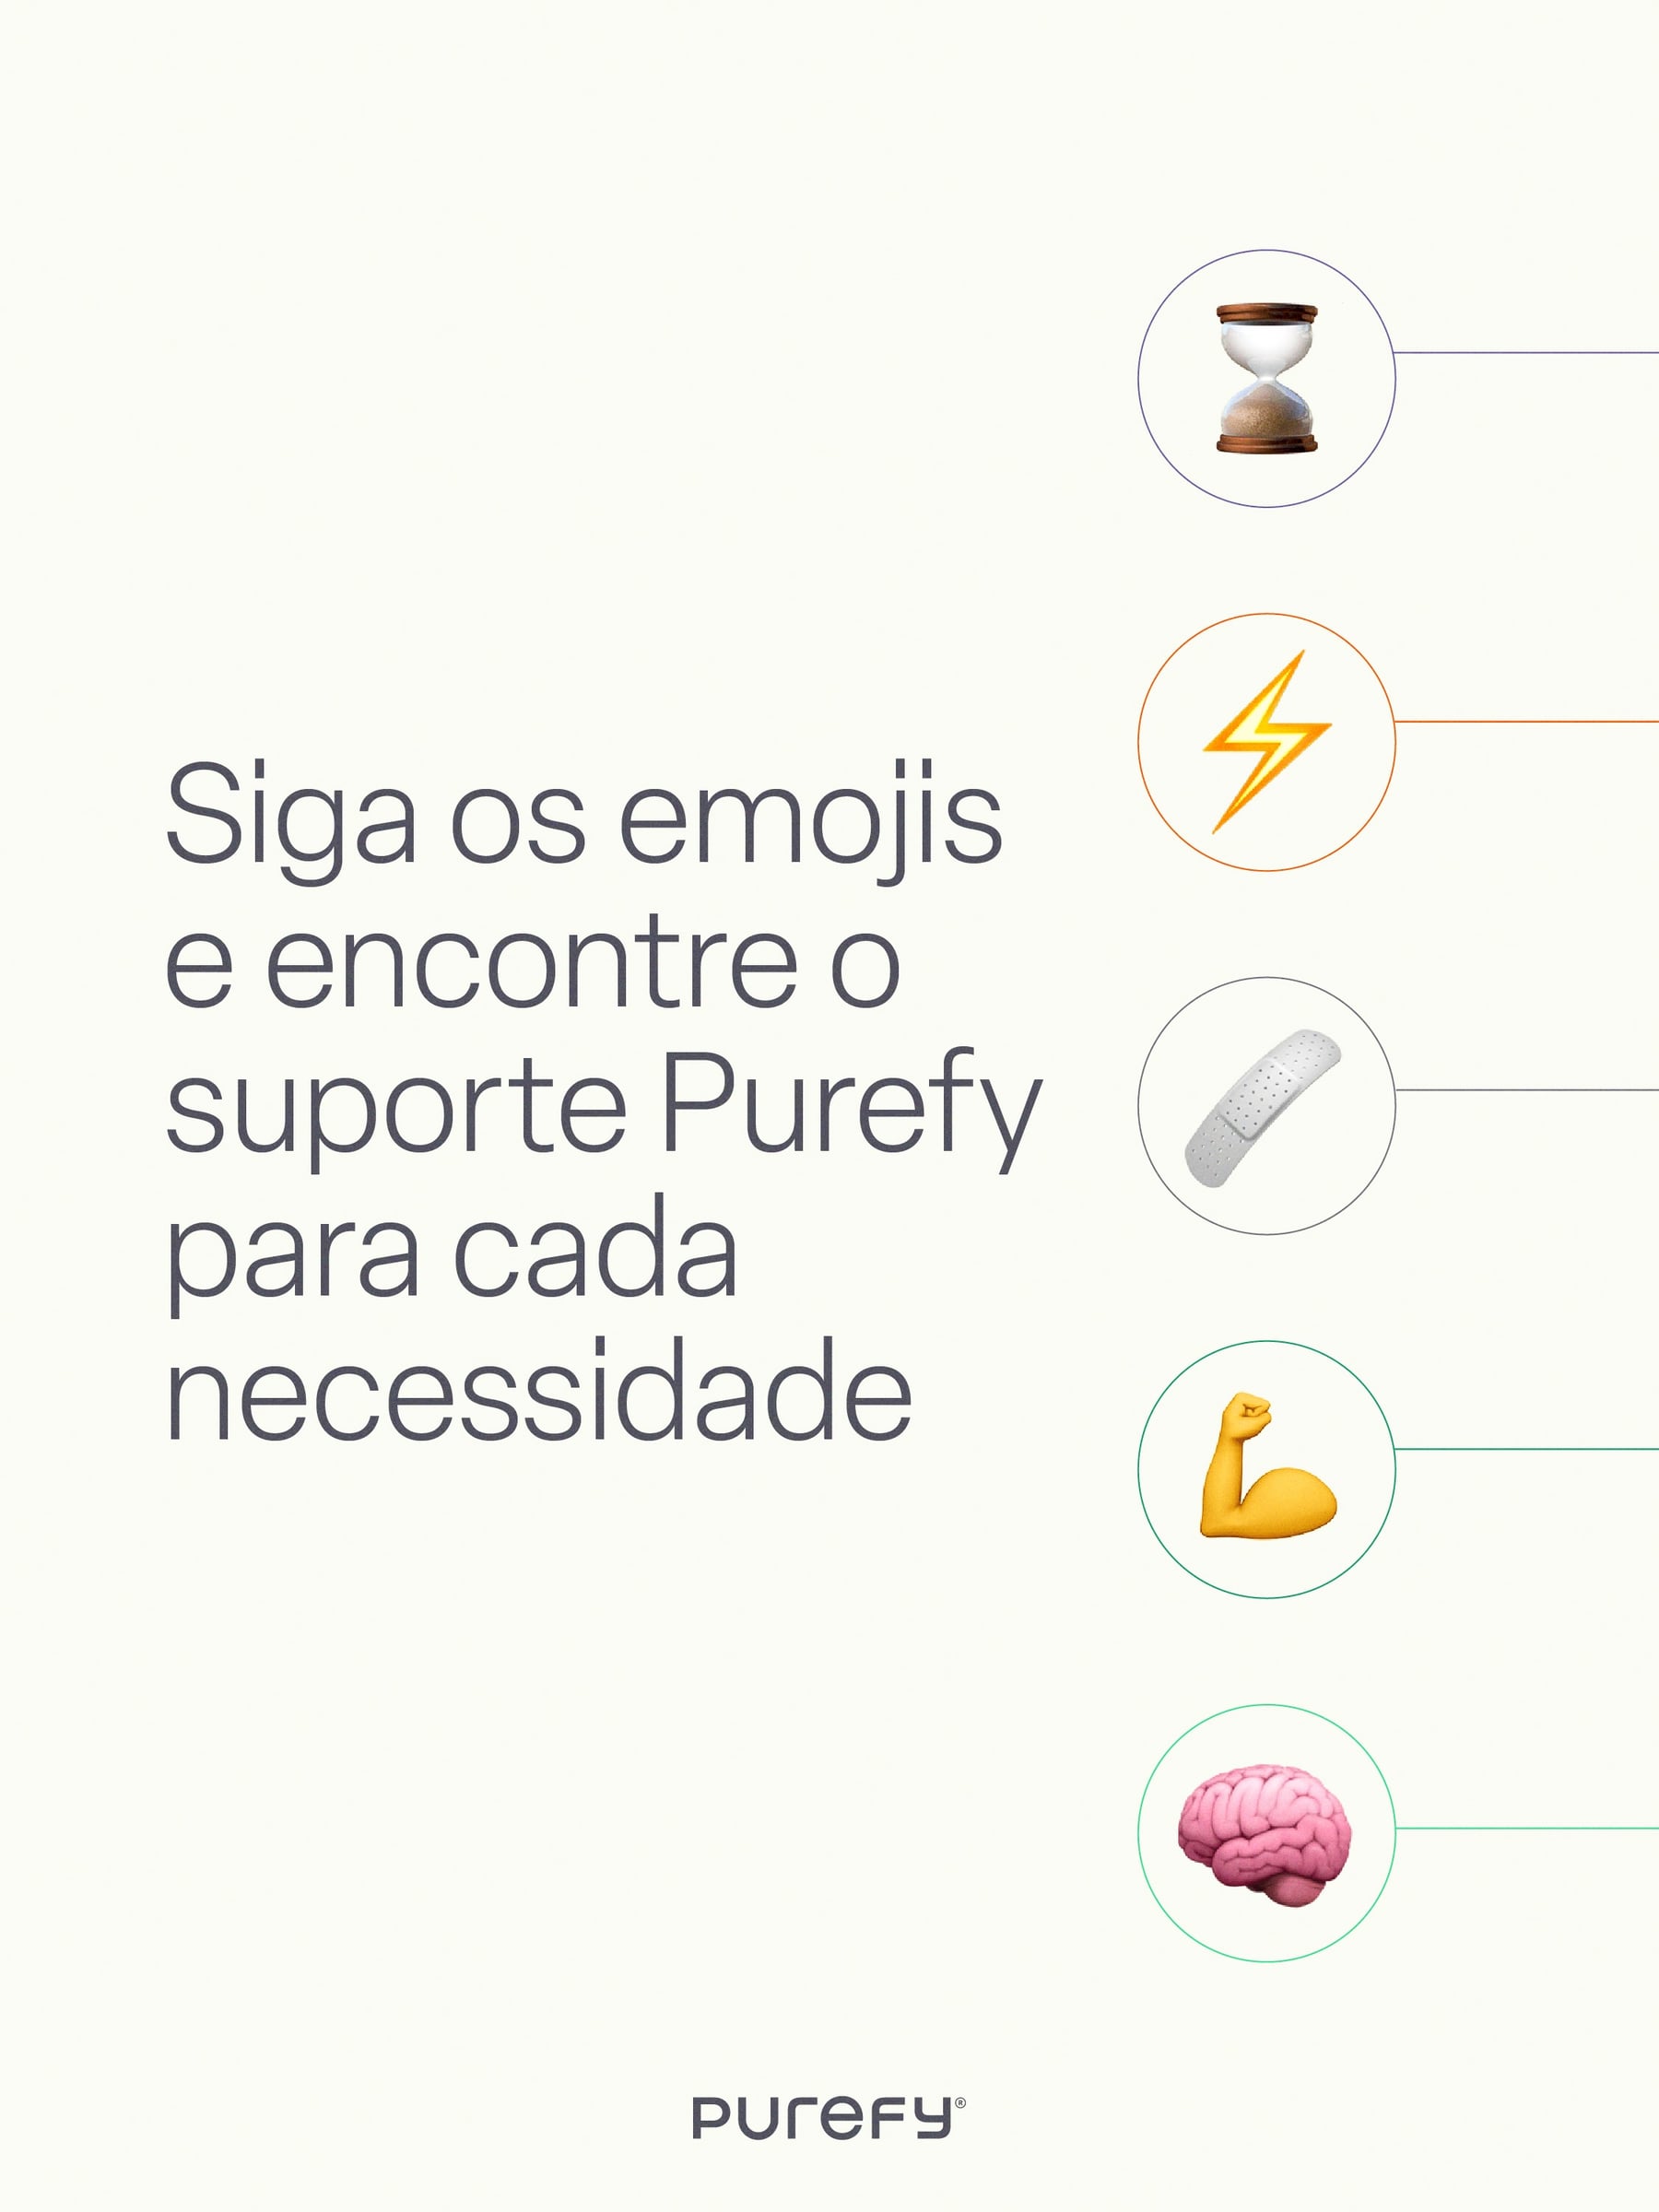 Siga os emojis
e encontre o
suporte Purefy
para cada
necessidade
purefy®